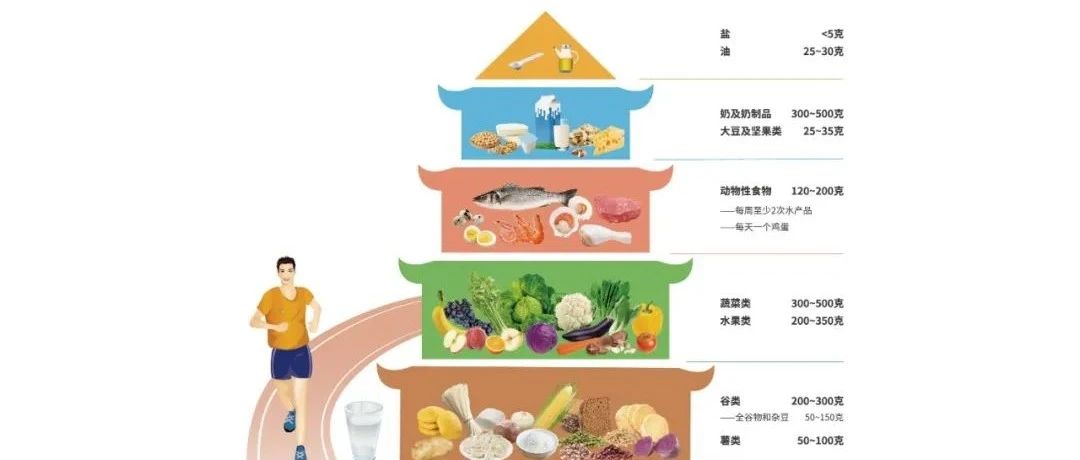 盐 <5克
油 25~30克
奶及奶制品 300~500克
大豆及坚果类 25~35克
动物性食物 120~200克
——每周至少2次水产品
——每天一个鸡蛋
蔬菜类 300~500克
水果类 200~350克
谷类 200~300克
——全谷物和杂豆 50~150克
薯类 50~100克